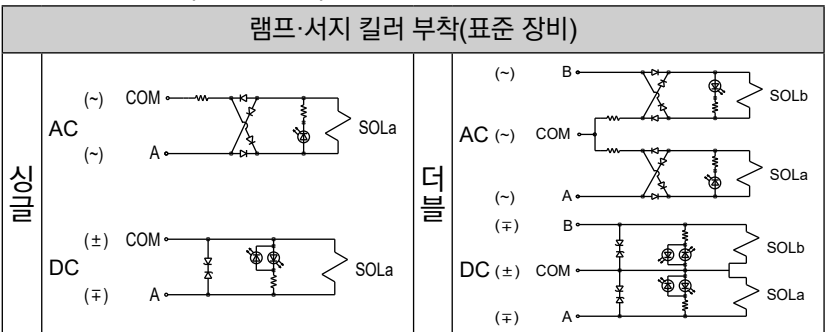 램프·서지 킬러 부착(표준 장비)
싱글
AC
(~) COM
(~) A
SOLa
DC
(±) COM
(∓) A
SOLa
더블
(~) B
AC (~) COM
(~) A
SOLb
SOLa
(∓) B
DC (±) COM
(∓) A
SOLb
SOLa